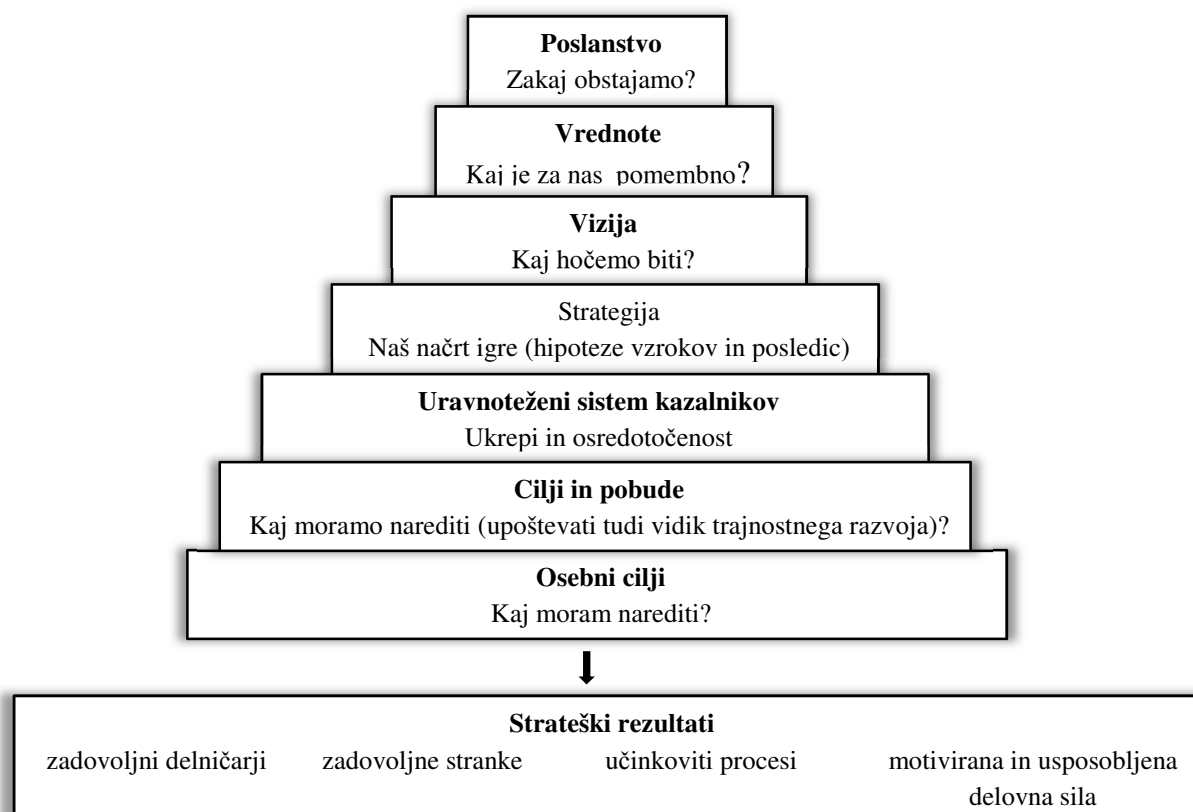 Poslanstvo
Zakaj obstajamo?
Vrednote
Kaj je za nas pomembno?
Vizija
Kaj hočemo biti?
Strategija
Naš načrt igre (hipoteze vzrokov in posledic)
Uravnoteženi sistem kazalnikov
Ukrepi in osredotočenost
Cilji in pobude
Kaj moramo narediti (upoštevati tudi vidik trajnostnega razvoja)?
Osebni cilji
Kaj moram narediti?
Strateški rezultati
zadovoljni delničarji zadovoljne stranke učinkoviti procesi motivirana in usposobljena
delovna sila